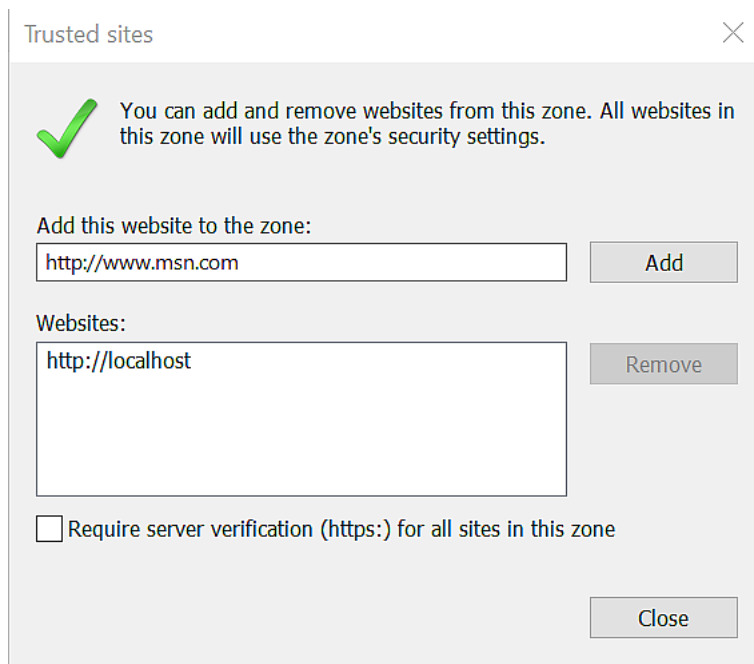 Trusted sites
You can add and remove websites from this zone. All websites in
this zone will use the zone's security settings.
Add this website to the zone:
http://www.msn.com
Add
Websites:
http://localhost
Remove
Require server verification (https:) for all sites in this zone
Close